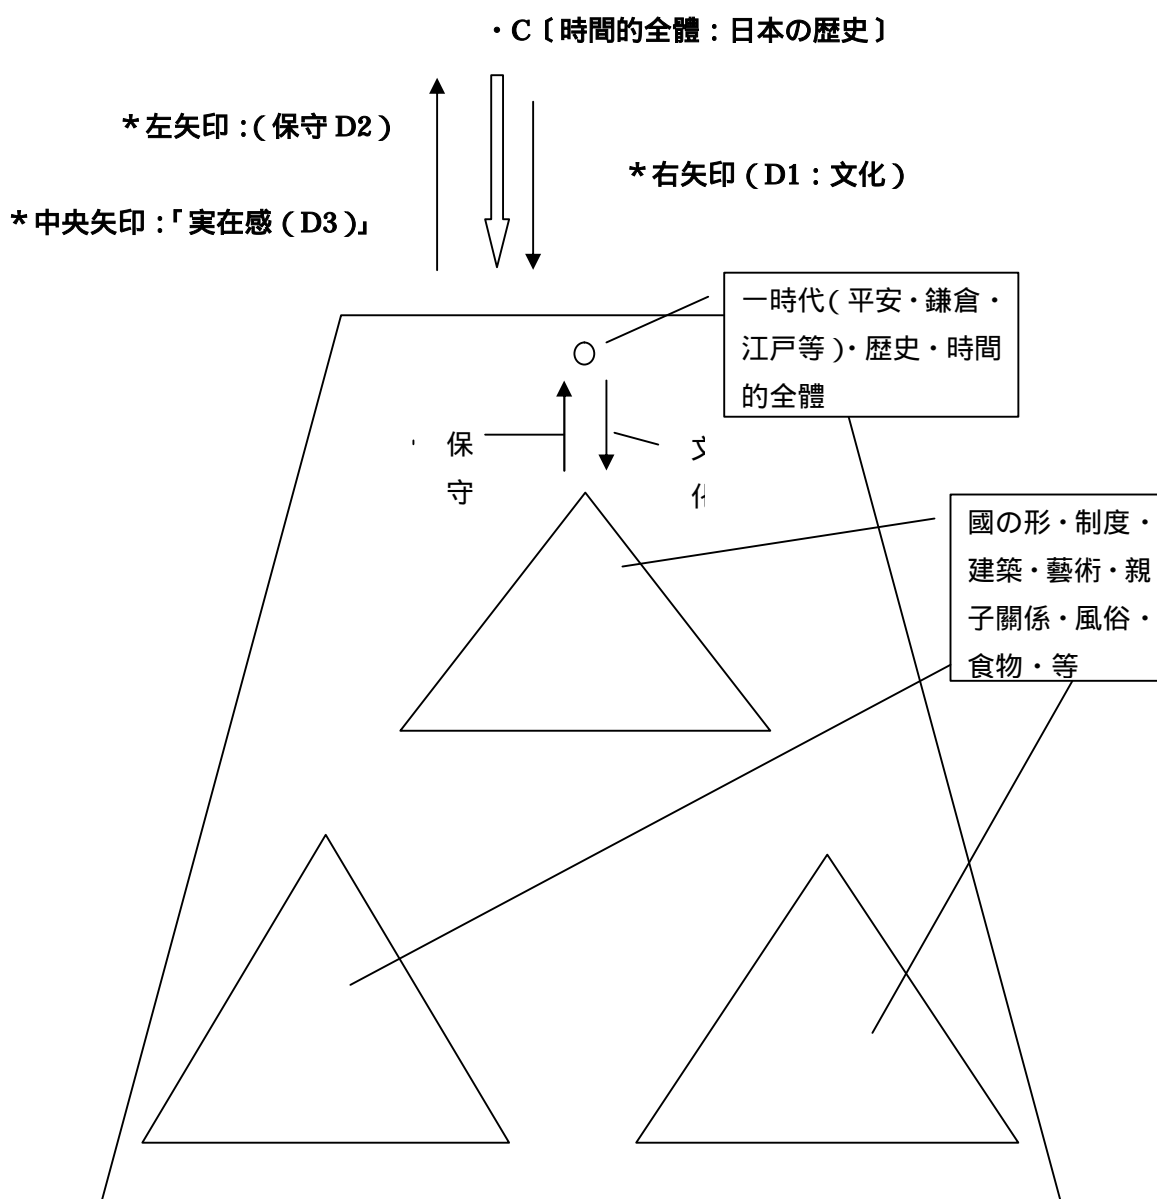 ・C〔時間的全體：日本の歴史〕
*左矢印：(保守 D2)
*右矢印（D1：文化）
*中央矢印：「実在感（D3）」
一時代(平安・鎌倉・
江戸等)・歴史・時間
的全體
保
守
文
化
國の形・制度・
建築・藝術・親
子關係・風俗・
食物・等